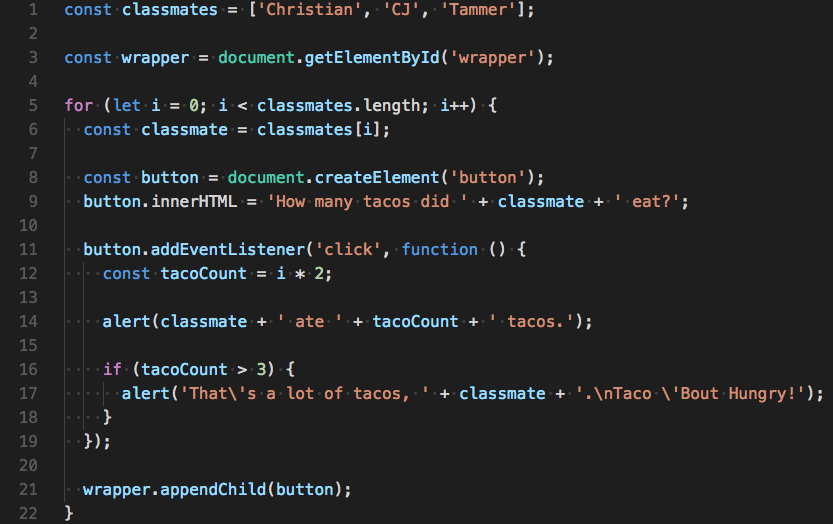 1 const classmates = ['Christian', 'CJ', 'Tammer'];
2
3 const wrapper = document.getElementById('wrapper');
4
5 for (let i = 0; i < classmates.length; i++) {
6   const classmate = classmates[i];
7
8   const button = document.createElement('button');
9   button.innerHTML = 'How many tacos did ' + classmate + ' eat?';
10
11   button.addEventListener('click', function () {
12     const tacoCount = i * 2;
13
14     alert(classmate + ' ate ' + tacoCount + ' tacos.');
15
16     if (tacoCount > 3) {
17       alert('That\'s a lot of tacos, ' + classmate + '.\nTaco \'Bout Hungry!');
18     }
19   });
20
21   wrapper.appendChild(button);
22 }